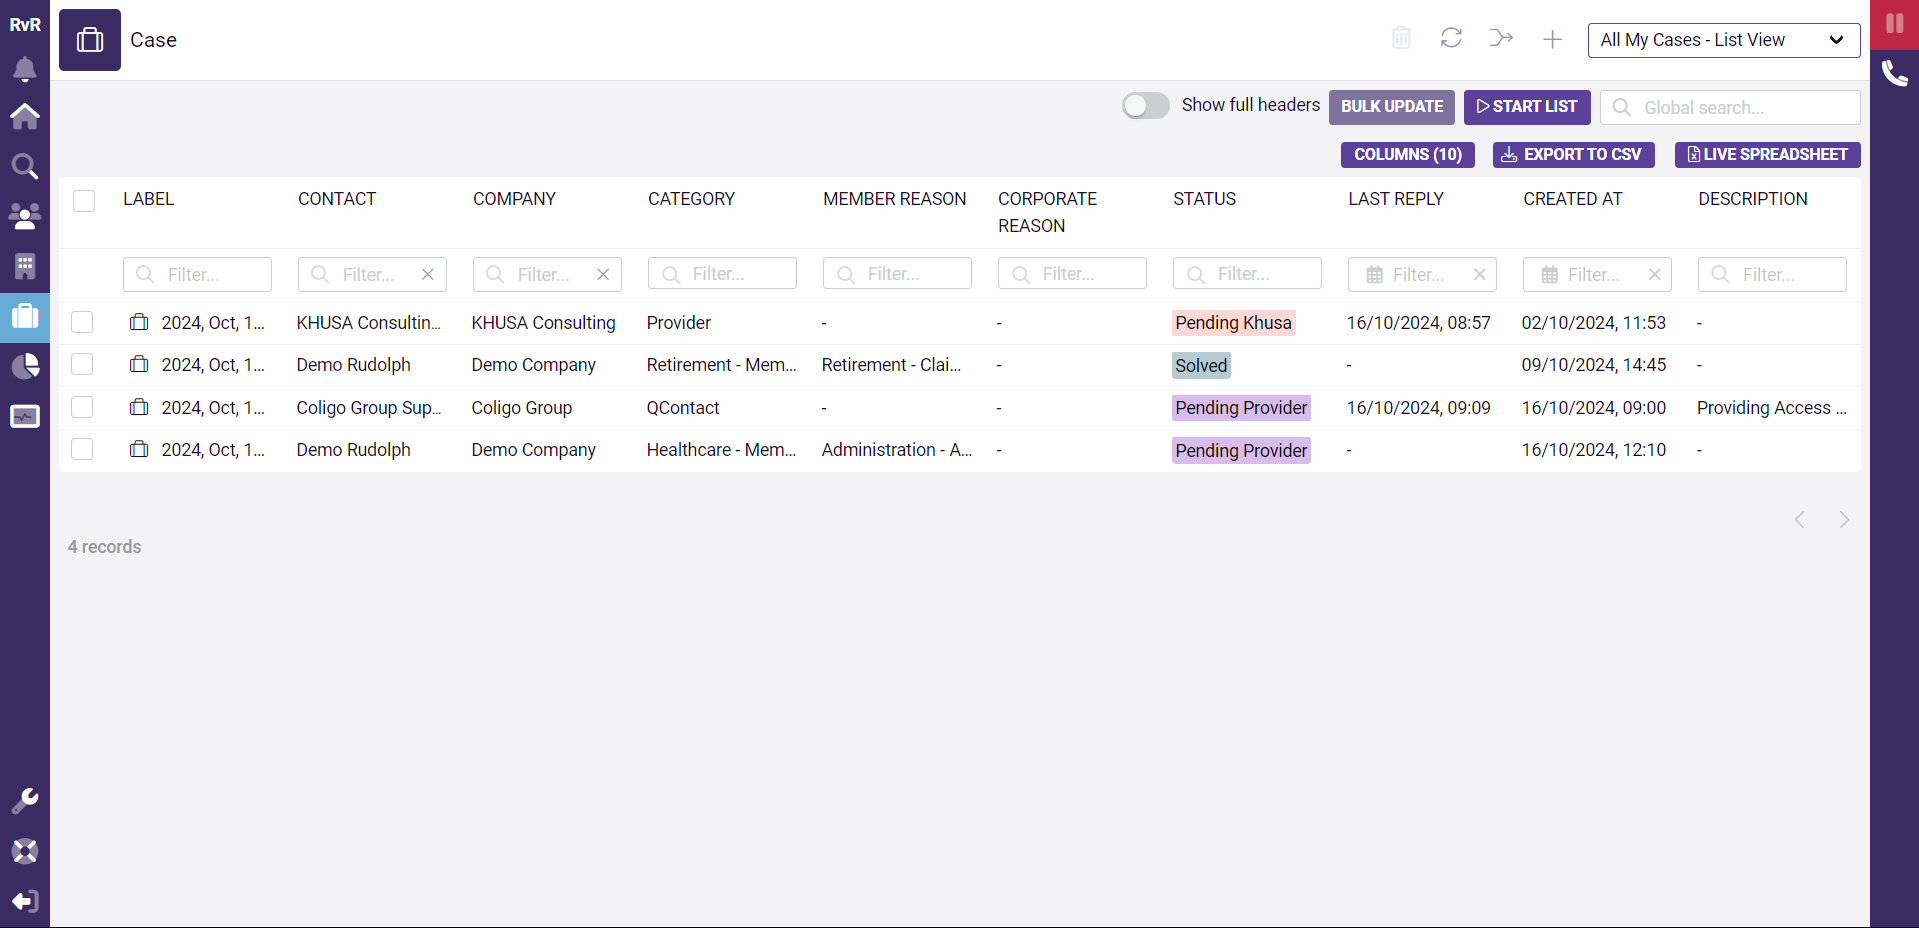 RvR
Case
All My Cases - List View
Show full headers
BULK UPDATE
START LIST
Global search...
COLUMNS (10)
EXPORT TO CSV
LIVE SPREADSHEET
LABEL CONTACT COMPANY CATEGORY MEMBER REASON CORPORATE REASON STATUS LAST REPLY CREATED AT DESCRIPTION
Filter... Filter... Filter... Filter... Filter... Filter... Filter... Filter... Filter... Filter...
2024, Oct, 1... KHUSA Consultin... KHUSA Consulting Provider - - Pending Khusa 16/10/2024, 08:57 02/10/2024, 11:53 -
2024, Oct, 1... Demo Rudolph Demo Company Retirement - Mem... Retirement - Clai... - Solved - 09/10/2024, 14:45 -
2024, Oct, 1... Coligo Group Sup... Coligo Group QContact - - Pending Provider 16/10/2024, 09:09 16/10/2024, 09:00 Providing Access ...
2024, Oct, 1... Demo Rudolph Demo Company Healthcare - Mem... Administration - A... - Pending Provider - 16/10/2024, 12:10 -
4 records